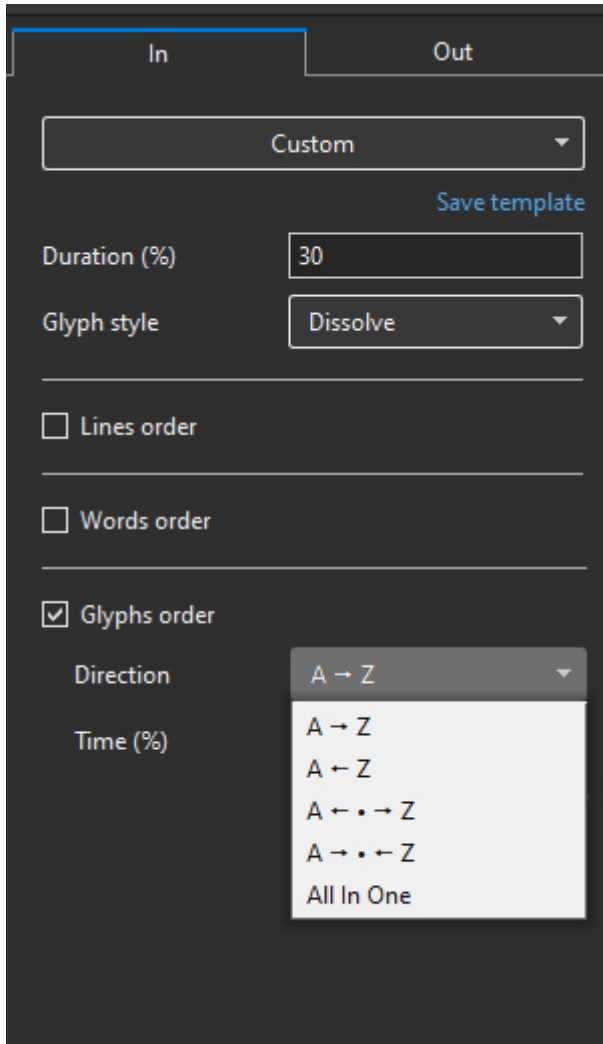 In Out
Custom
Save template
Duration (%) 30
Glyph style Dissolve
Lines order
Words order
Glyphs order
Direction A → Z
Time (%)
A → Z
A ← Z
A ← • → Z
A → • ← Z
All In One